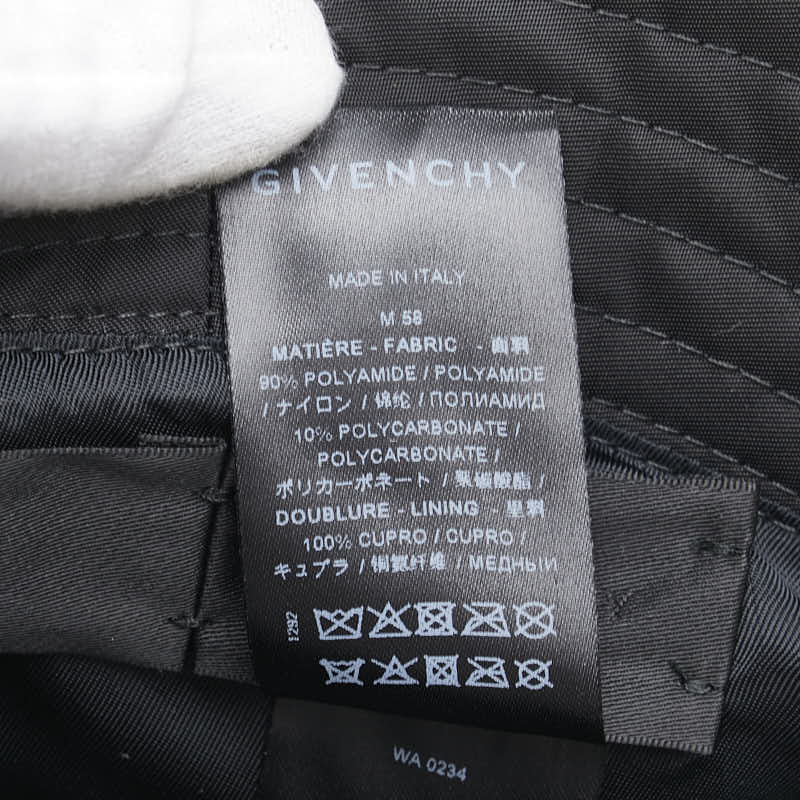 GIVENCHY
MADE IN ITALY
M 58
MATIÈRE - FABRIC - 面料
90% POLYAMIDE / POLYAMIDE
/ ナイロン / 锦纶 / ПОЛИАМИД
10% POLYCARBONATE /
POLYCARBONATE /
ポリカーボネート / 聚碳酸酯 /
DOUBLURE - LINING - 里料
100% CUPRO / CUPRO /
キュプラ / 铜氨纤维 / МЕДНЫЙ
1292
WA 0234